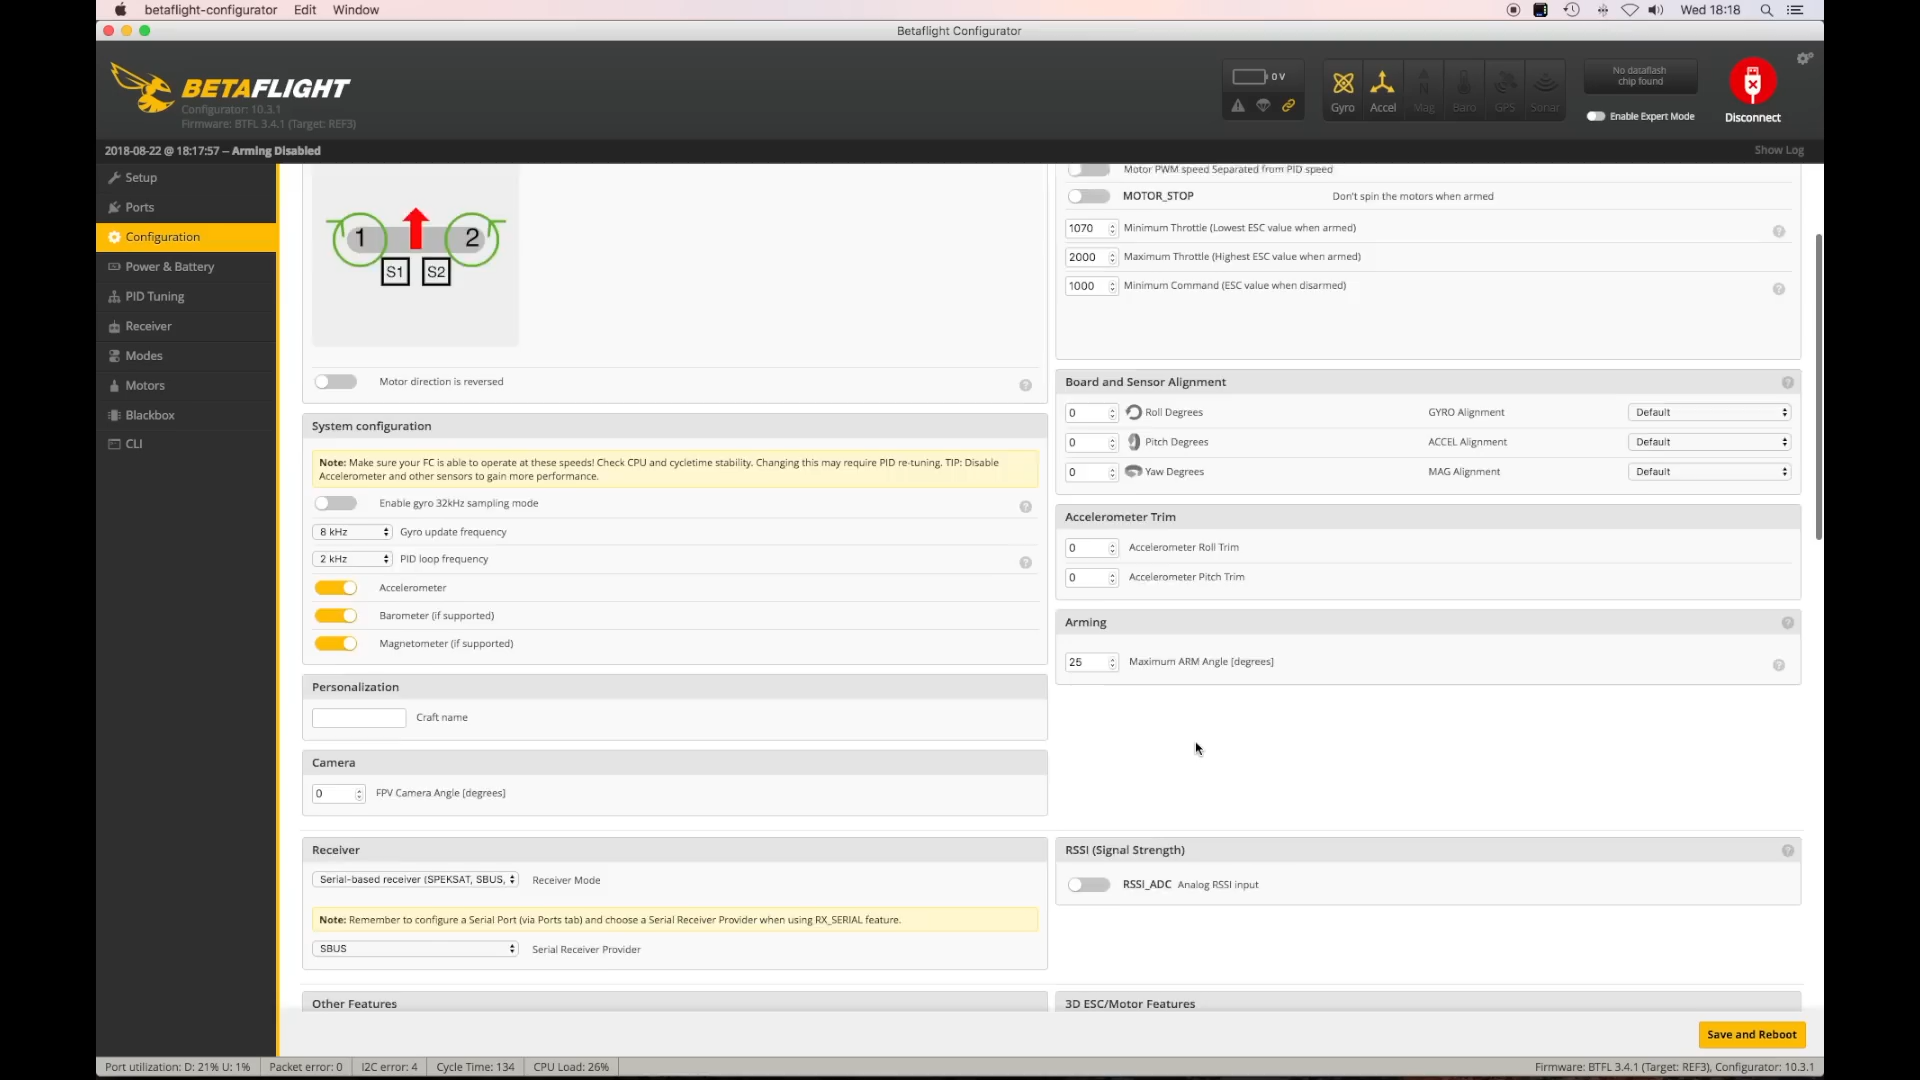 betaflight-configurator Edit Window
Wed 18:18
Betaflight Configurator
BETAFLIGHT
Configurator: 10.3.1
Firmware: BTFL 3.4.1 (Target: REF3)
0 V
Gyro Accel Mag Baro GPS Sonar
No dataflash
chip found
Enable Expert Mode
Disconnect
2018-08-22 @ 18:17:57 -- Arming Disabled
Show Log
Setup
Ports
Configuration
Power & Battery
PID Tuning
Receiver
Modes
Motors
Blackbox
CLI
1 2
S1 S2
Motor direction is reversed
System configuration
Note: Make sure your FC is able to operate at these speeds! Check CPU and cycletime stability. Changing this may require PID re-tuning. TIP: Disable
Accelerometer and other sensors to gain more performance.
Enable gyro 32kHz sampling mode
8 kHz Gyro update frequency
2 kHz PID loop frequency
Accelerometer
Barometer (if supported)
Magnetometer (if supported)
Personalization
Craft name
Camera
0 FPV Camera Angle [degrees]
Receiver
Serial-based receiver (SPEKSAT, SBUS, Receiver Mode
Note: Remember to configure a Serial Port (via Ports tab) and choose a Serial Receiver Provider when using RX_SERIAL feature.
SBUS Serial Receiver Provider
Other Features
Motor PWM speed Separated from PID speed
MOTOR_STOP Don't spin the motors when armed
1070 Minimum Throttle (Lowest ESC value when armed)
2000 Maximum Throttle (Highest ESC value when armed)
1000 Minimum Command (ESC value when disarmed)
Board and Sensor Alignment
0 Roll Degrees GYRO Alignment Default
0 Pitch Degrees ACCEL Alignment Default
0 Yaw Degrees MAG Alignment Default
Accelerometer Trim
0 Accelerometer Roll Trim
0 Accelerometer Pitch Trim
Arming
25 Maximum ARM Angle [degrees]
RSSI (Signal Strength)
RSSI_ADC Analog RSSI input
3D ESC/Motor Features
Save and Reboot
Port utilization: D: 21% U: 1% Packet error: 0 I2C error: 4 Cycle Time: 134 CPU Load: 26%
Firmware: BTFL 3.4.1 (Target: REF3), Configurator: 10.3.1